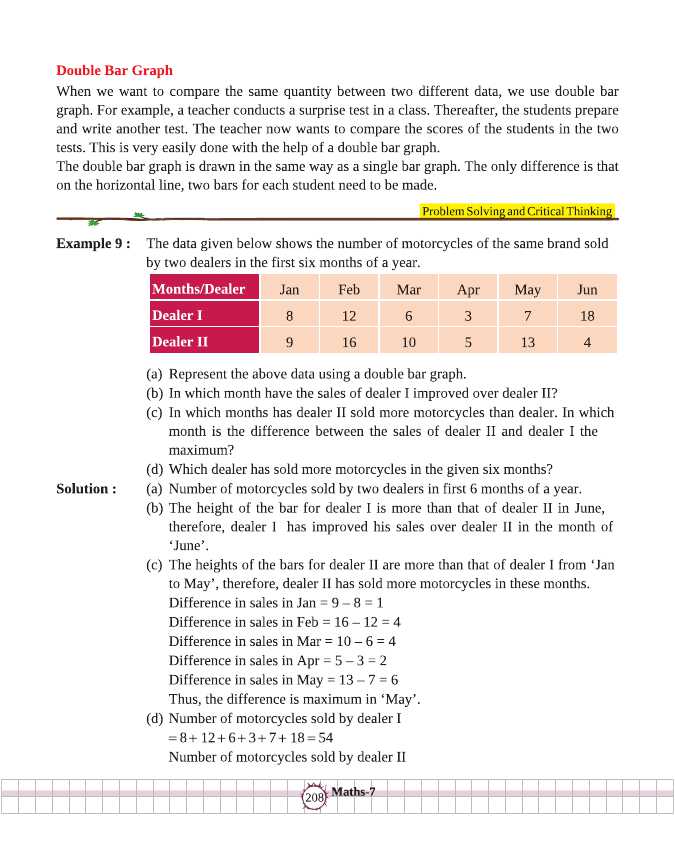 Double Bar Graph
When we want to compare the same quantity between two different data, we use double bar
graph. For example, a teacher conducts a surprise test in a class. Thereafter, the students prepare
and write another test. The teacher now wants to compare the scores of the students in the two
tests. This is very easily done with the help of a double bar graph.
The double bar graph is drawn in the same way as a single bar graph. The only difference is that
on the horizontal line, two bars for each student need to be made.
Problem Solving and Critical Thinking
Example 9 : The data given below shows the number of motorcycles of the same brand sold
by two dealers in the first six months of a year.
Months/Dealer Jan Feb Mar Apr May Jun
Dealer I 8 12 6 3 7 18
Dealer II 9 16 10 5 13 4
(a) Represent the above data using a double bar graph.
(b) In which month have the sales of dealer I improved over dealer II?
(c) In which months has dealer II sold more motorcycles than dealer. In which
month is the difference between the sales of dealer II and dealer I the
maximum?
(d) Which dealer has sold more motorcycles in the given six months?
Solution : (a) Number of motorcycles sold by two dealers in first 6 months of a year.
(b) The height of the bar for dealer I is more than that of dealer II in June,
therefore, dealer I has improved his sales over dealer II in the month of
‘June’.
(c) The heights of the bars for dealer II are more than that of dealer I from ‘Jan
to May’, therefore, dealer II has sold more motorcycles in these months.
Difference in sales in Jan = 9 – 8 = 1
Difference in sales in Feb = 16 – 12 = 4
Difference in sales in Mar = 10 – 6 = 4
Difference in sales in Apr = 5 – 3 = 2
Difference in sales in May = 13 – 7 = 6
Thus, the difference is maximum in ‘May’.
(d) Number of motorcycles sold by dealer I
= 8 + 12 + 6 + 3 + 7 + 18 = 54
Number of motorcycles sold by dealer II
208 Maths-7